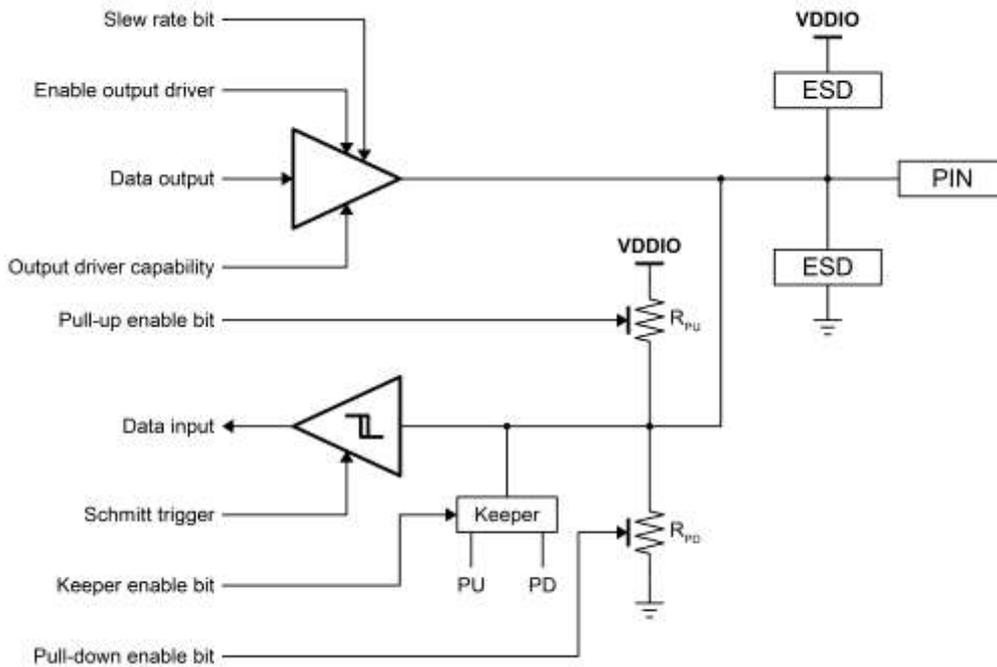 Slew rate bit
VDDIO
ESD
Enable output driver
Data output
PIN
VDDIO
ESD
Output driver capability
Pull-up enable bit
RPU
Data input
Schmitt trigger
Keeper
RPD
Keeper enable bit
PU
PD
Pull-down enable bit